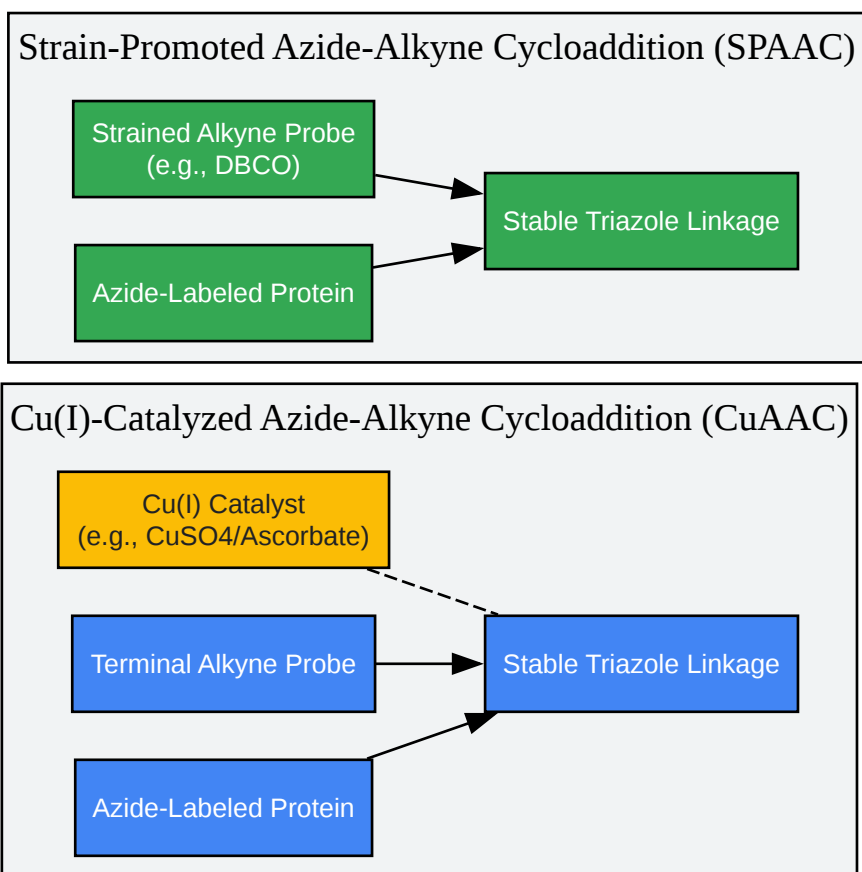 Strain-Promoted Azide-Alkyne Cycloaddition (SPAAC)
Strained Alkyne Probe
(e.g., DBCO)
Stable Triazole Linkage
Azide-Labeled Protein
Cu(I)-Catalyzed Azide-Alkyne Cycloaddition (CuAAC)
Cu(I) Catalyst
(e.g., CuSO4/Ascorbate)
Terminal Alkyne Probe
Stable Triazole Linkage
Azide-Labeled Protein